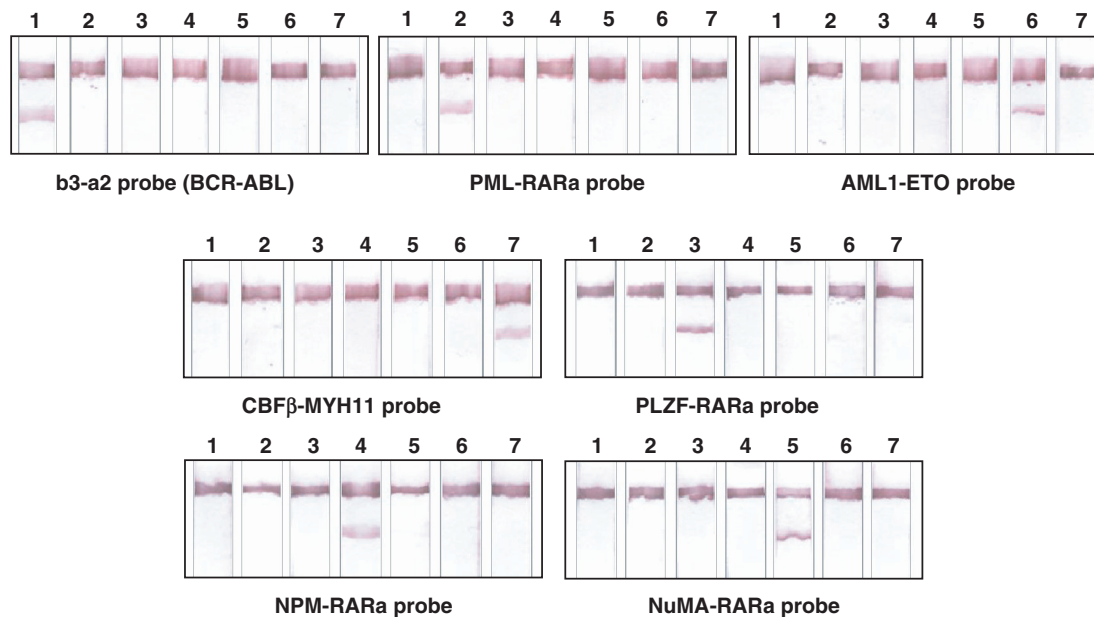 1 2 3 4 5 6 7 1 2 3 4 5 6 7 1 2 3 4 5 6 7
b3-a2 probe (BCR-ABL) PML-RARa probe AML1-ETO probe
1 2 3 4 5 6 7 1 2 3 4 5 6 7
CBFβ-MYH11 probe PLZF-RARa probe
1 2 3 4 5 6 7 1 2 3 4 5 6 7
NPM-RARa probe NuMA-RARa probe